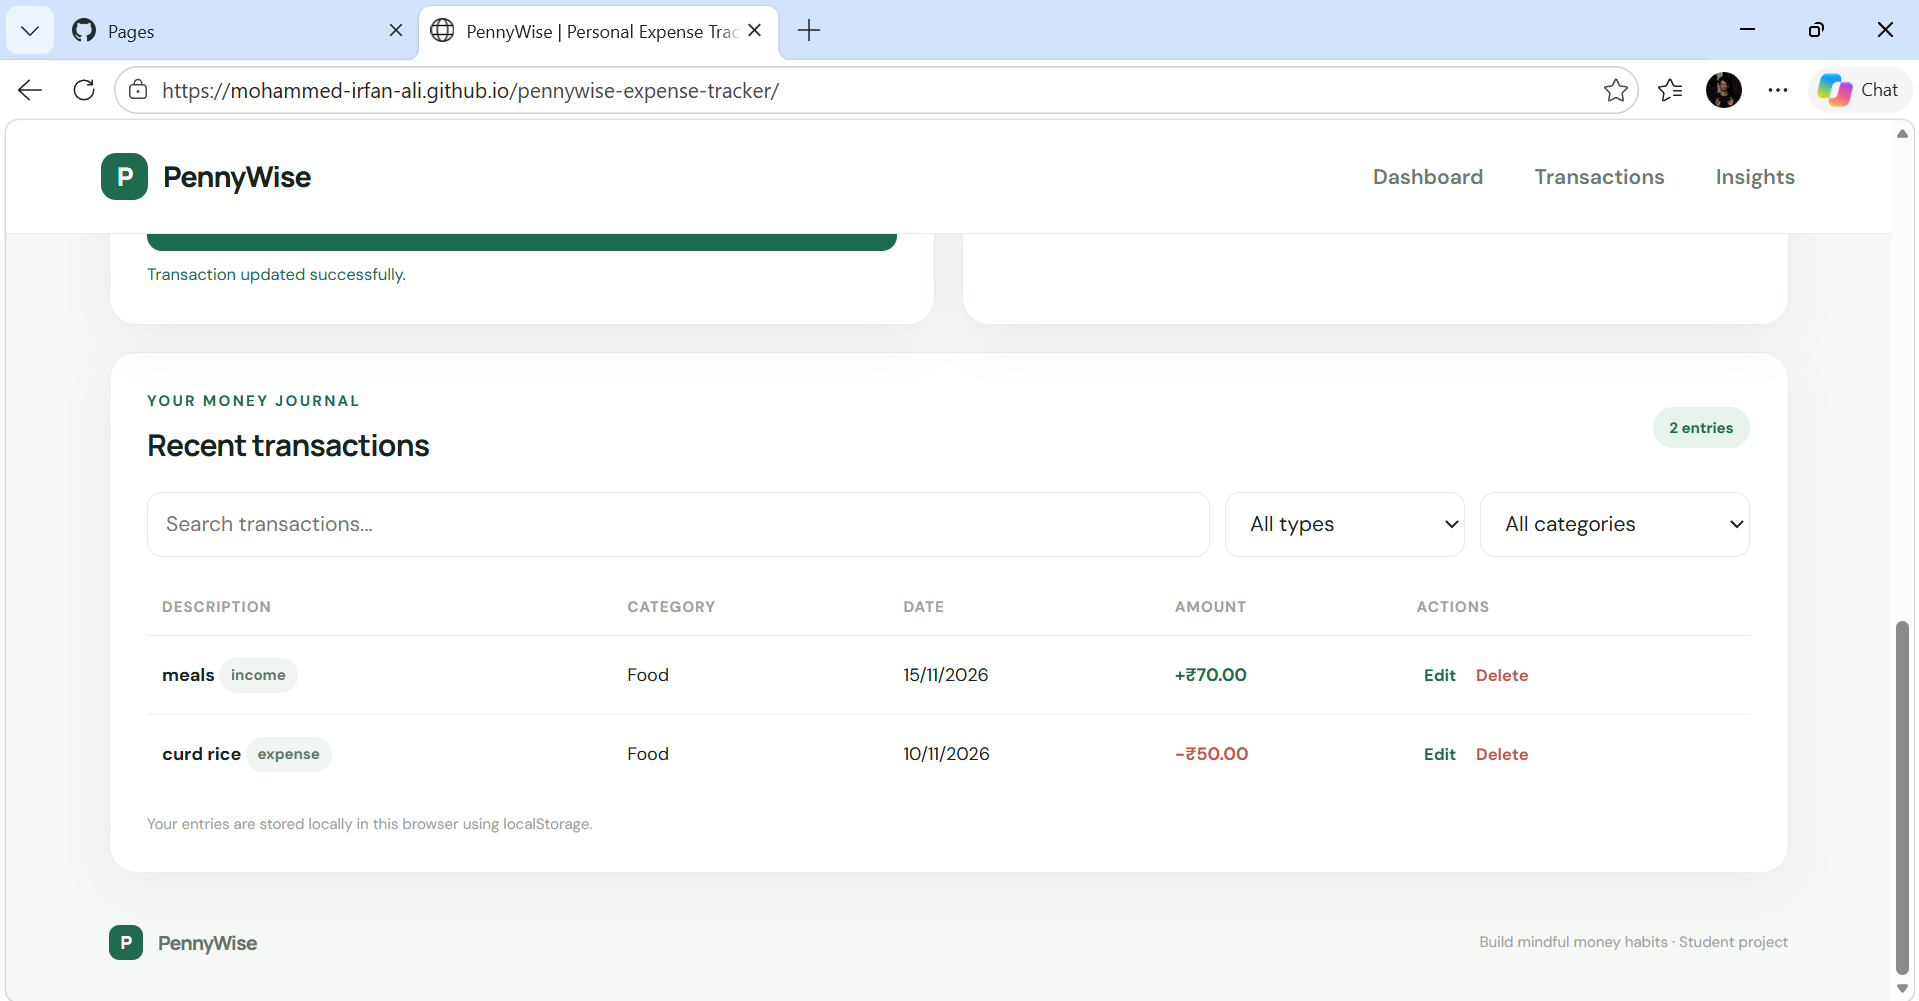 Pages
PennyWise | Personal Expense Trac
https://mohammed-irfan-ali.github.io/pennywise-expense-tracker/
Chat
P PennyWise
Dashboard Transactions Insights
Transaction updated successfully.
YOUR MONEY JOURNAL
Recent transactions
2 entries
Search transactions...
All types
All categories
DESCRIPTION CATEGORY DATE AMOUNT ACTIONS
meals income Food 15/11/2026 +₹70.00 Edit Delete
curd rice expense Food 10/11/2026 -₹50.00 Edit Delete
Your entries are stored locally in this browser using localStorage.
P PennyWise
Build mindful money habits · Student project